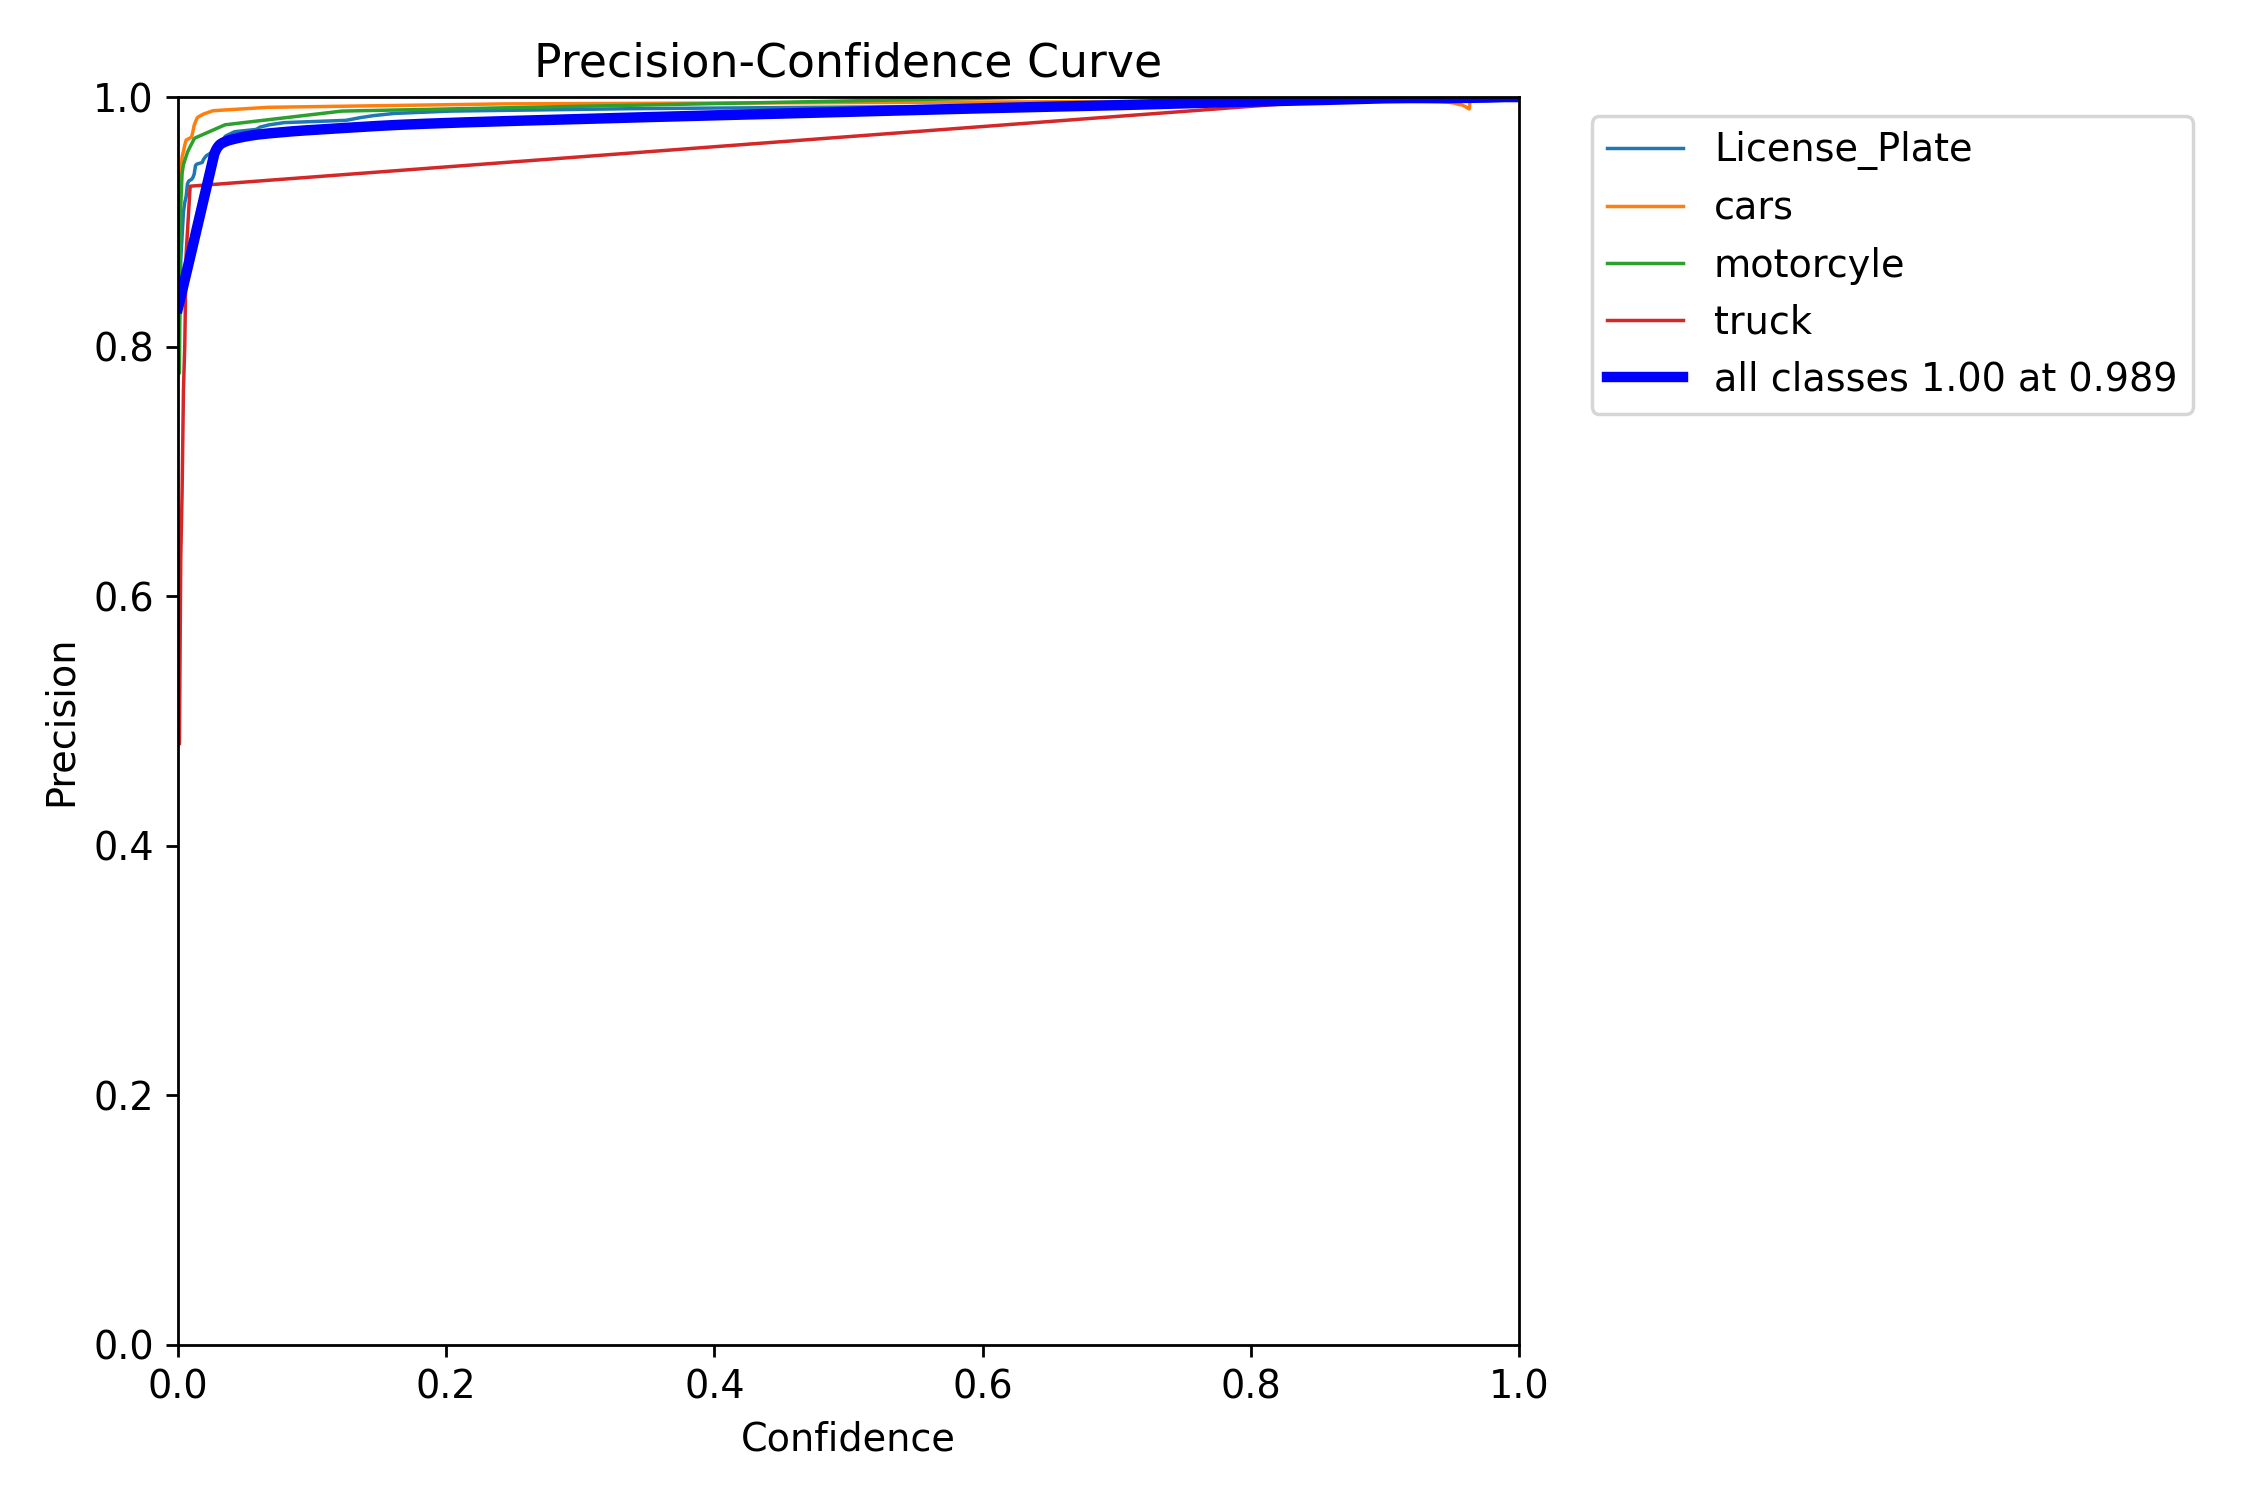 Precision-Confidence Curve
1.0
0.8
0.6
0.4
0.2
0.0
Precision
0.0 0.2 0.4 0.6 0.8 1.0
Confidence
License_Plate
cars
motorcyle
truck
all classes 1.00 at 0.989